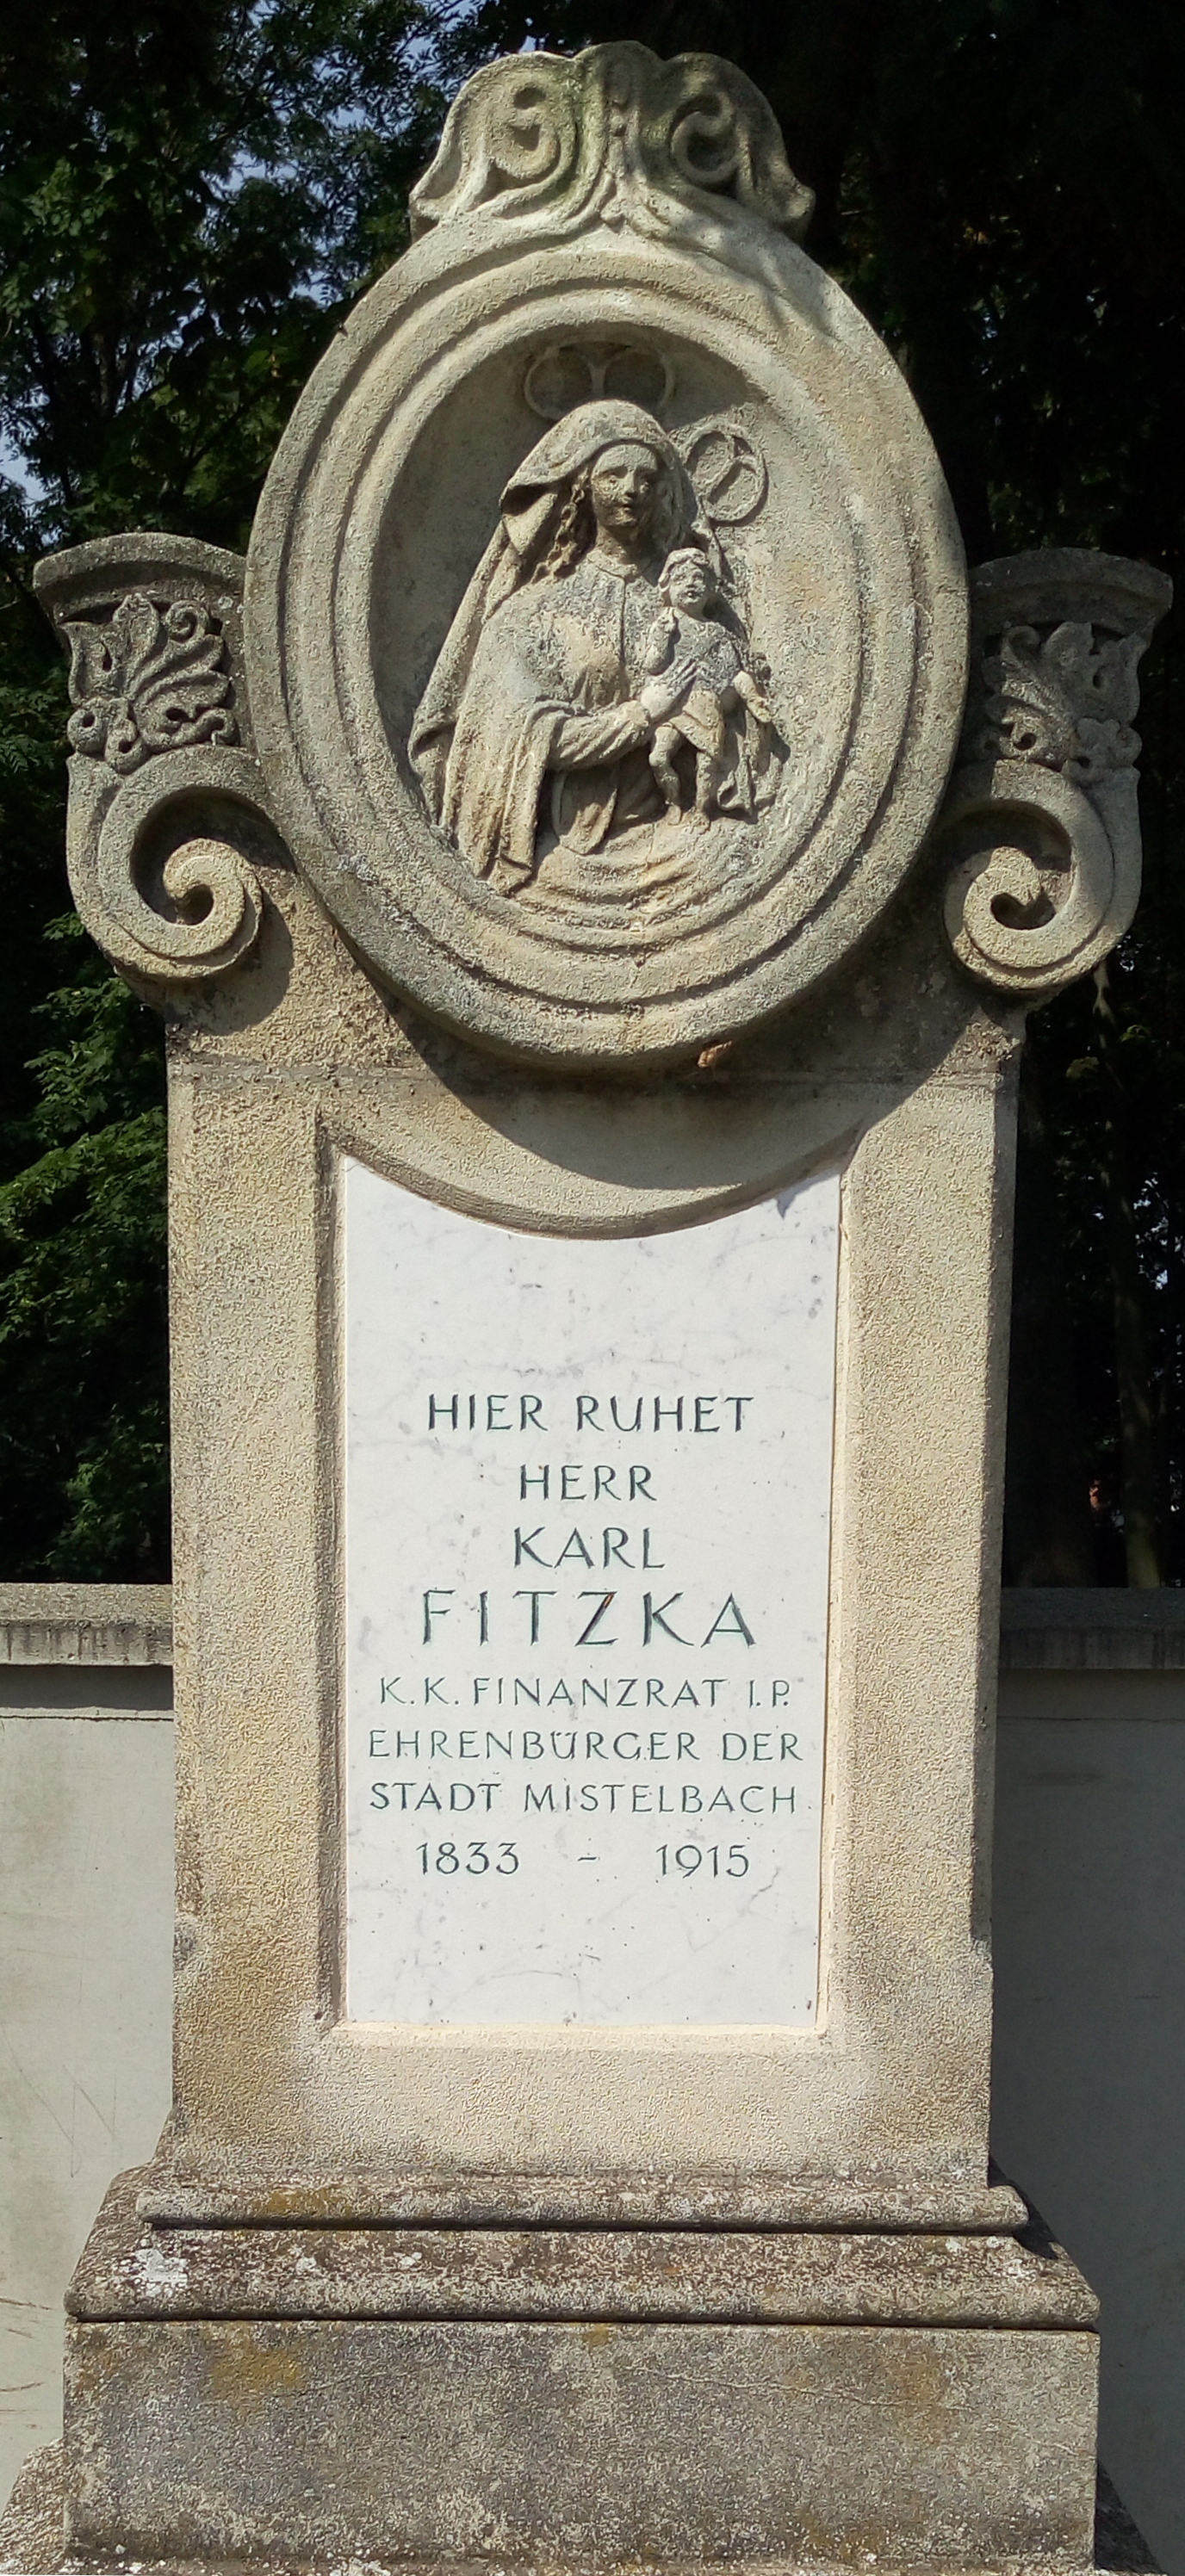 HIER RUHET
HERR
KARL
FITZKA
K.K. FINANZRAT I.P.
EHRENBÜRGER DER
STADT MISTELBACH
1833 - 1915